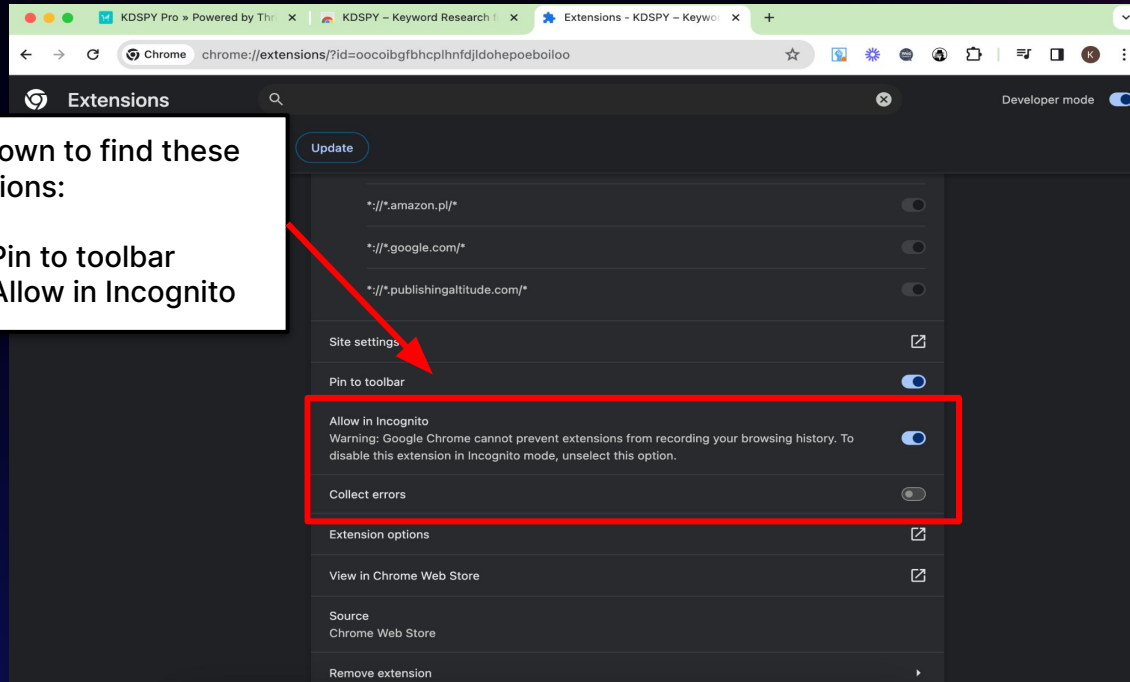 KDSPY Pro » Powered by Thri
KDSPY – Keyword Research f
Extensions - KDSPY – Keywor
Chrome
chrome://extensions/?id=oocoibgfbhcplhnfdjldohepoeboiloo
K
Extensions
Developer mode
own to find these
ions:
Pin to toolbar
Allow in Incognito
Update
*://*.amazon.pl/*
*://*.google.com/*
*://*.publishingaltitude.com/*
Site settings
Pin to toolbar
Allow in Incognito
Warning: Google Chrome cannot prevent extensions from recording your browsing history. To
disable this extension in Incognito mode, unselect this option.
Collect errors
Extension options
View in Chrome Web Store
Source
Chrome Web Store
Remove extension